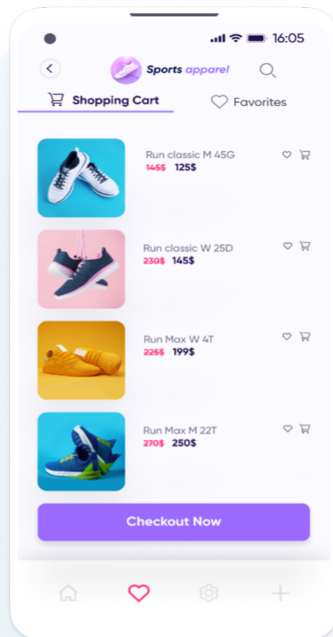 16:05
Sports apparel
Shopping Cart
Favorites
Run classic M 45G
145$ 125$
Run classic W 25D
230$ 145$
Run Max W 4T
225$ 199$
Run Max M 22T
270$ 250$
Checkout Now